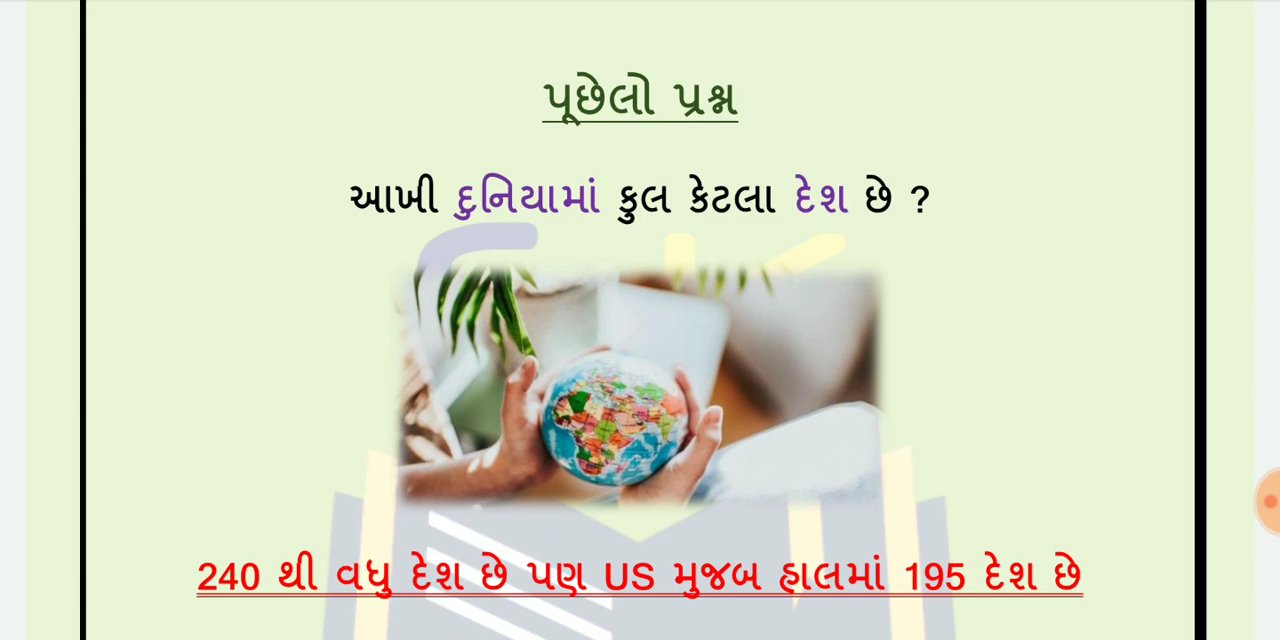 પૂછેલો પ્રશ્ન
આખી દુનિયામાં કુલ કેટલા દેશ છે ?
240 થી વધુ દેશ છે પણ US મુજબ હાલમાં 195 દેશ છે